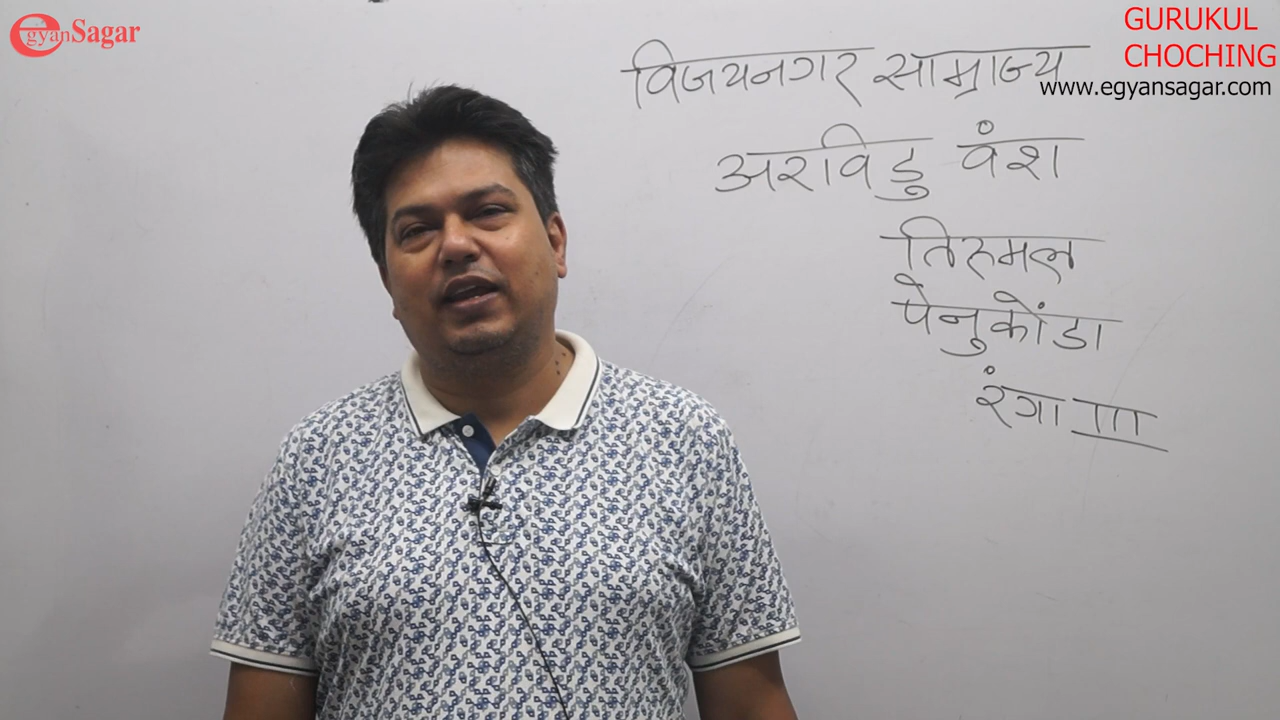 egyanSagar
GURUKUL
CHOCHING
www.egyansagar.com
विजयनगर साम्राज्य
अरविडु वंश
तिरुमल
पेनुकोंडा
रंगा III